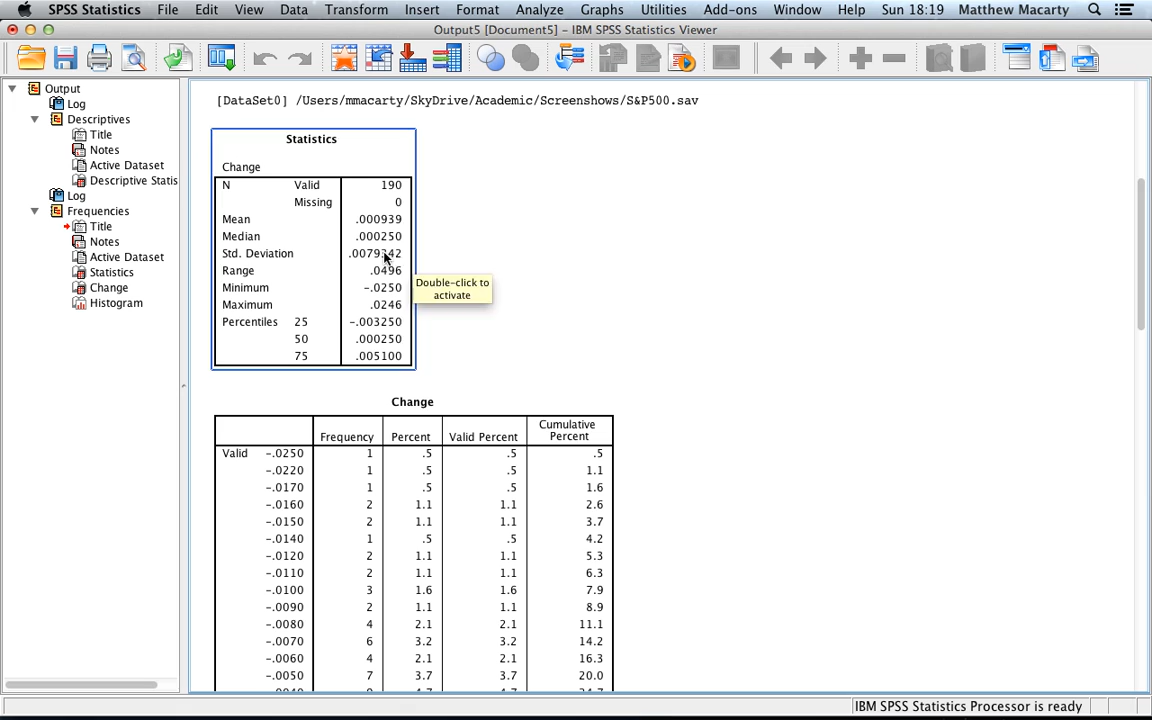 SPSS Statistics File Edit View Data Transform Insert Format Analyze Graphs Utilities Add-ons Window Help Sun 18:19 Matthew Macarty
Output5 [Document5] – IBM SPSS Statistics Viewer
Output
Log
Descriptives
Title
Notes
Active Dataset
Descriptive Statis
Log
Frequencies
Title
Notes
Active Dataset
Statistics
Change
Histogram
[DataSet0] /Users/mmacarty/SkyDrive/Academic/Screenshots/S&P500.sav
Statistics
Change
N Valid 190
Missing 0
Mean .000939
Median .000250
Std. Deviation
Range .0496
Minimum -.0250
Maximum .0246
Percentiles 25 -.003250
50 .000250
75 .005100
Double-click to
activate
Change
Frequency Percent Valid Percent Cumulative Percent
Valid -.0250 1 .5 .5 .5
-.0220 1 .5 .5 1.1
-.0170 1 .5 .5 1.6
-.0160 2 1.1 1.1 2.6
-.0150 2 1.1 1.1 3.7
-.0140 1 .5 .5 4.2
-.0120 2 1.1 1.1 5.3
-.0110 2 1.1 1.1 6.3
-.0100 3 1.6 1.6 7.9
-.0090 2 1.1 1.1 8.9
-.0080 4 2.1 2.1 11.1
-.0070 6 3.2 3.2 14.2
-.0060 4 2.1 2.1 16.3
-.0050 7 3.7 3.7 20.0
IBM SPSS Statistics Processor is ready